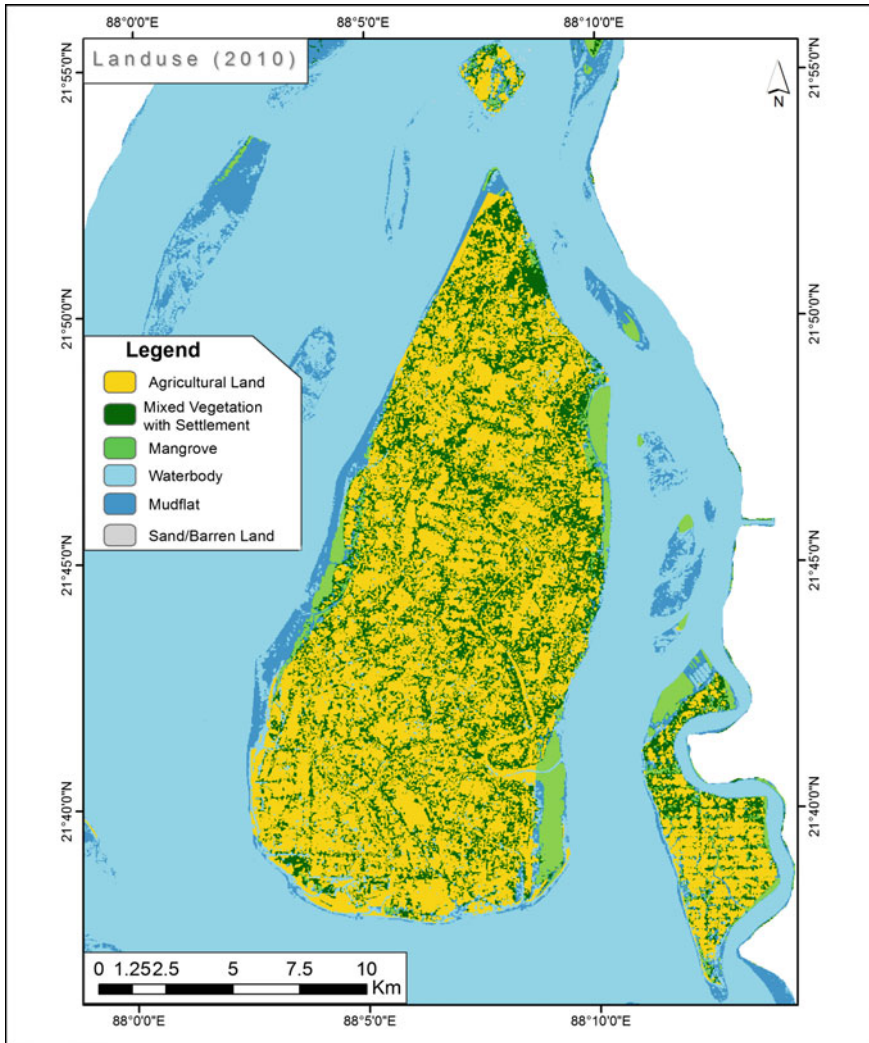 88°0'0"E 88°5'0"E 88°10'0"E
Landuse (2010)
21°55'0"N
21°55'0"N
N
21°50'0"N
21°50'0"N
Legend
Agricultural Land
Mixed Vegetation
with Settlement
Mangrove
Waterbody
Mudflat
Sand/Barren Land
21°45'0"N
21°45'0"N
21°40'0"N
21°40'0"N
0 1.25 2.5 5 7.5 10
Km
88°0'0"E 88°5'0"E 88°10'0"E